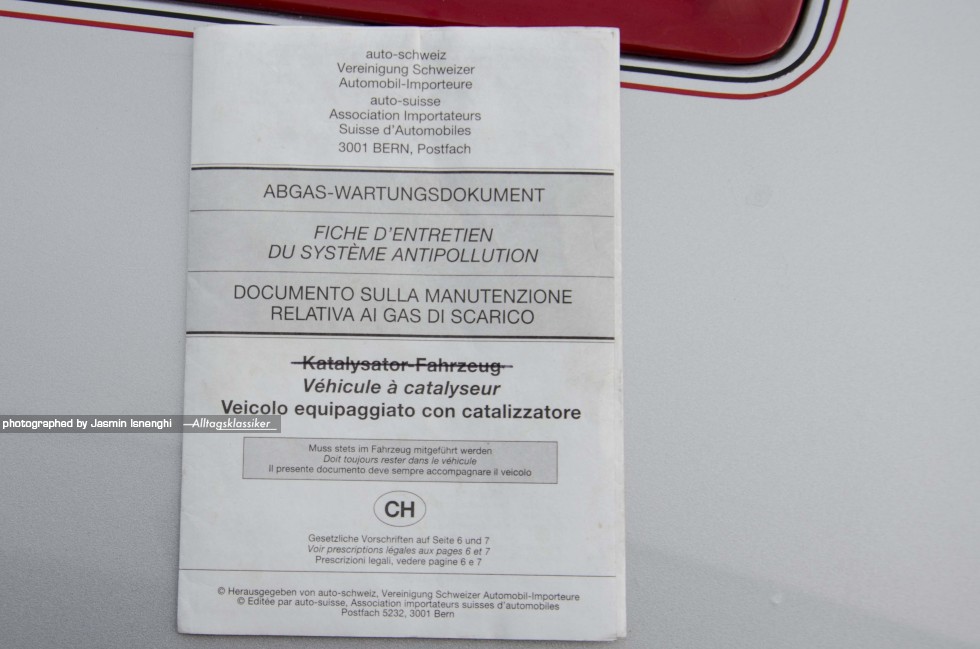 auto-schweiz
Vereinigung Schweizer
Automobil-Importeure
auto-suisse
Association Importateurs
Suisse d'Automobiles
3001 BERN, Postfach
ABGAS-WARTUNGSDOKUMENT
FICHE D'ENTRETIEN
DU SYSTÈME ANTIPOLLUTION
DOCUMENTO SULLA MANUTENZIONE
RELATIVA AI GAS DI SCARICO
Katalysator-Fahrzeug
Véhicule à catalyseur
Veicolo equipaggiato con catalizzatore
photographed by Jasmin Isnenghi —Alltagsklassiker_
Muss stets im Fahrzeug mitgeführt werden
Doit toujours rester dans le véhicule
Il presente documento deve sempre accompagnare il veicolo
CH
Gesetzliche Vorschriften auf Seite 6 und 7
Voir prescriptions légales aux pages 6 et 7
Prescrizioni legali, vedere pagine 6 e 7
© Herausgegeben von auto-schweiz, Vereinigung Schweizer Automobil-Importeure
© Editée par auto-suisse, Association importateurs suisses d'automobiles
Postfach 5232, 3001 Bern